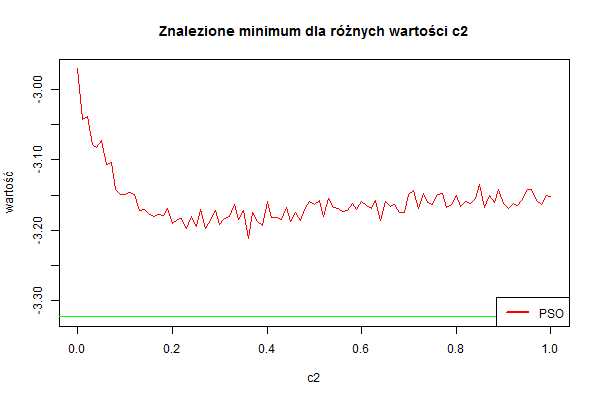 Znalezione minimum dla różnych wartości c2
wartość
-3.00
-3.10
-3.20
-3.30
PSO
0.0 0.2 0.4 0.6 0.8 1.0
c2